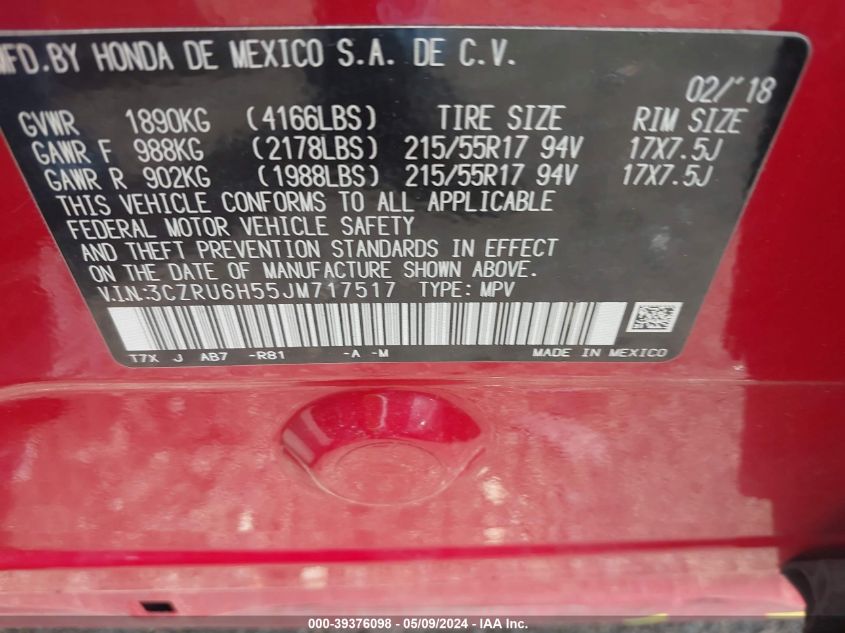 MFD.BY HONDA DE MEXICO S.A. DE C.V.
02/'18
GVWR 1890KG (4166LBS) TIRE SIZE RIM SIZE
GAWR F 988KG (2178LBS) 215/55R17 94V 17X7.5J
GAWR R 902KG (1988LBS) 215/55R17 94V 17X7.5J
THIS VEHICLE CONFORMS TO ALL APPLICABLE
FEDERAL MOTOR VEHICLE SAFETY
AND THEFT PREVENTION STANDARDS IN EFFECT
ON THE DATE OF MANUFACTURE SHOWN ABOVE.
V.I.N:3CZRU6H55JM717517 TYPE: MPV
T7X J AB7 -R81 -A -M MADE IN MEXICO
000-39376098 - 05/09/2024 - IAA Inc.